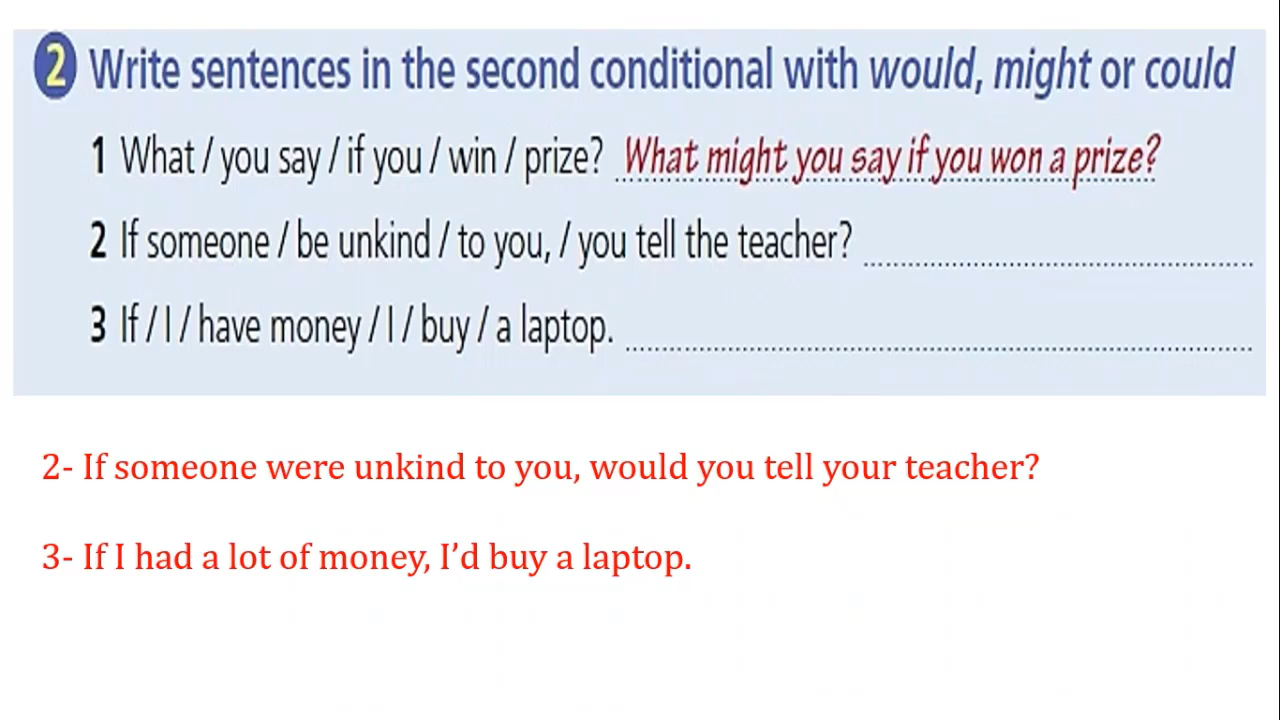 2 Write sentences in the second conditional with would, might or could
1 What / you say / if you / win / prize? What might you say if you won a prize?
2 If someone / be unkind / to you, / you tell the teacher?
3 If / I / have money / I / buy / a laptop.
2- If someone were unkind to you, would you tell your teacher?
3- If I had a lot of money, I’d buy a laptop.